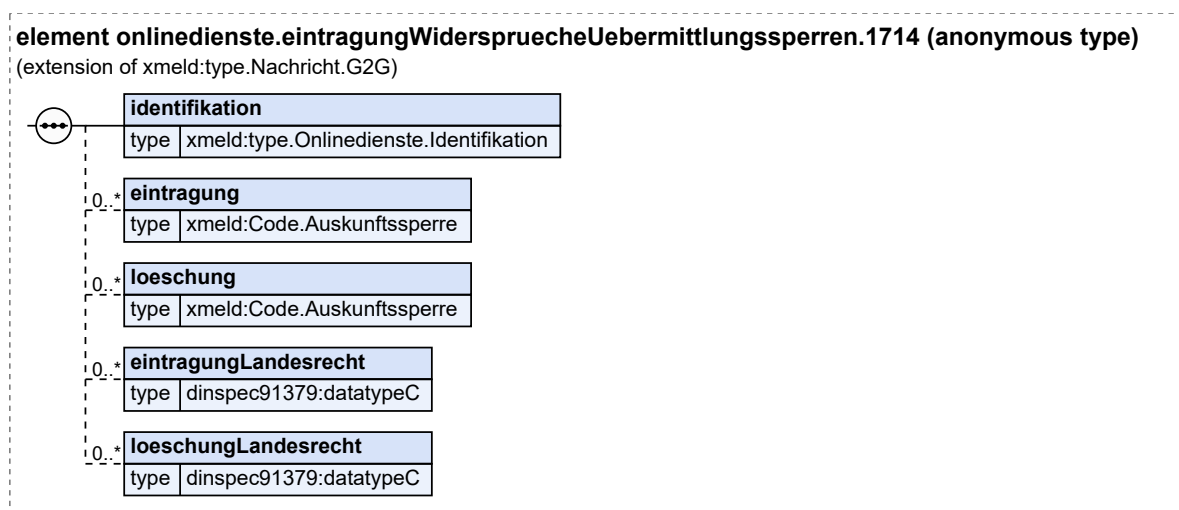 element onlinedienste.eintragungWiderspruecheUebermittlungssperren.1714 (anonymous type)
(extension of xmeld:type.Nachricht.G2G)
identifikation
type xmeld:type.Onlinedienste.Identifikation
0..* eintragung
type xmeld:Code.Auskunftssperre
0..* loeschung
type xmeld:Code.Auskunftssperre
0..* eintragungLandesrecht
type dinspec91379:datatypeC
0..* loeschungLandesrecht
type dinspec91379:datatypeC